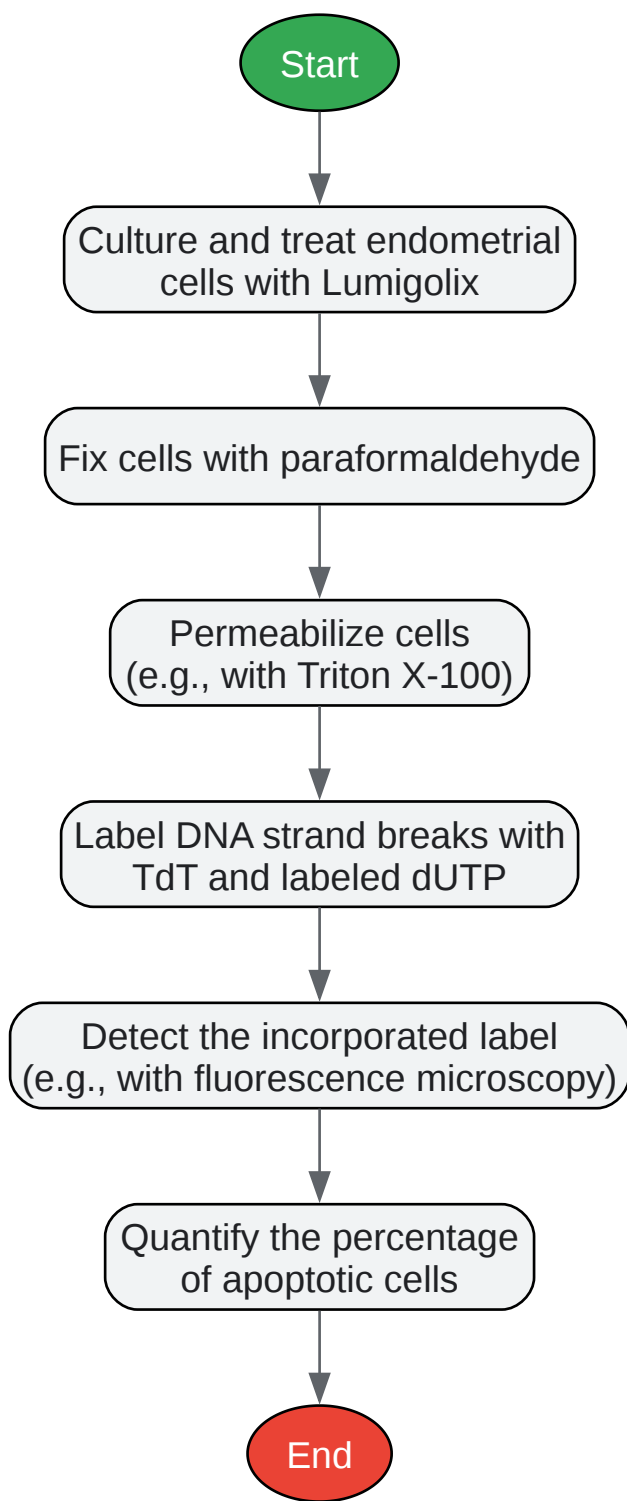 Start
Culture and treat endometrial
cells with Lumigolix
Fix cells with paraformaldehyde
Permeabilize cells
(e.g., with Triton X-100)
Label DNA strand breaks with
TdT and labeled dUTP
Detect the incorporated label
(e.g., with fluorescence microscopy)
Quantify the percentage
of apoptotic cells
End